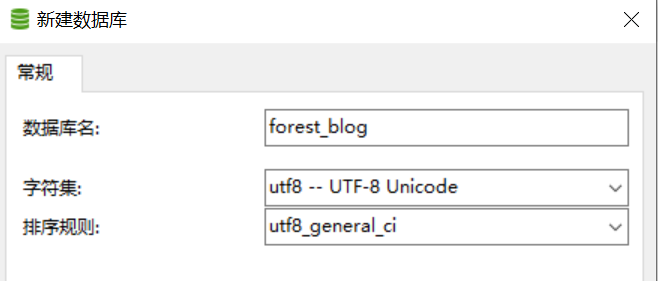 新建数据库
常规
数据库名: forest_blog
字符集: utf8 -- UTF-8 Unicode
排序规则: utf8_general_ci